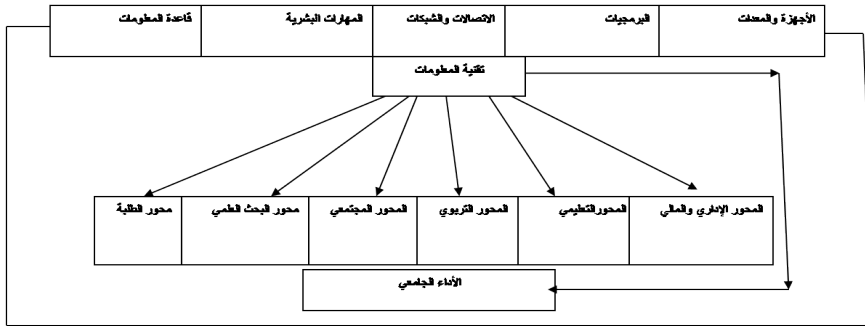 الأجهزة والمعدات
البرمجيات
الاتصالات والشبكات
المهارات البشرية
قاعدة المعلومات
تقنية المعلومات
المحور الإداري والمالي
المحورالتعليمي
المحور التربوي
المحور المجتمعي
محور البحث العلمي
محور الطلبة
الأداء الجامعي